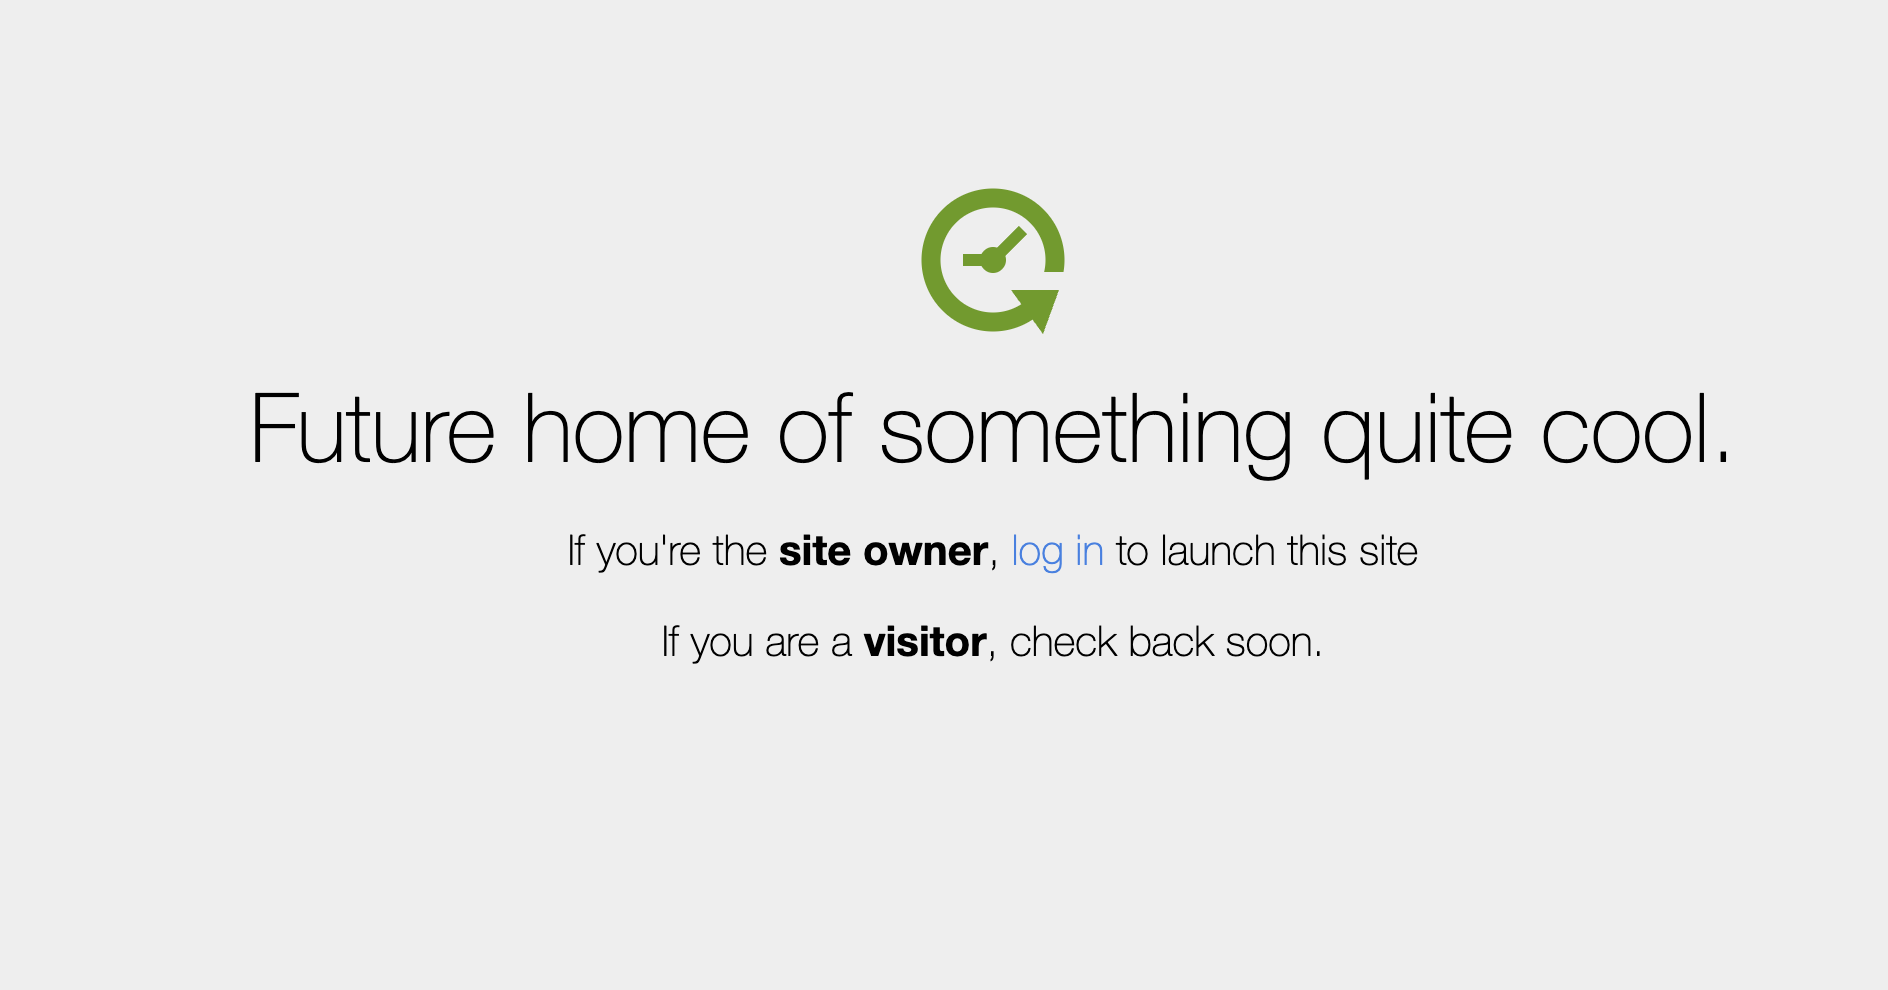 Future home of something quite cool.
If you're the site owner, log in to launch this site
If you are a visitor, check back soon.